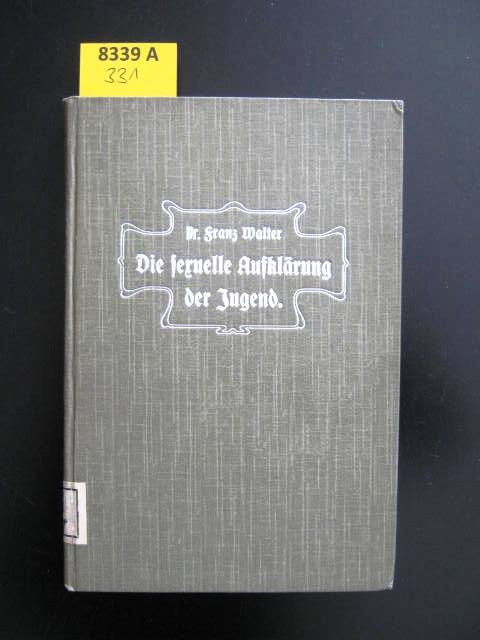 8339 A
331
Dr. Franz Walter
Die sexuelle Aufklärung
der Jugend.